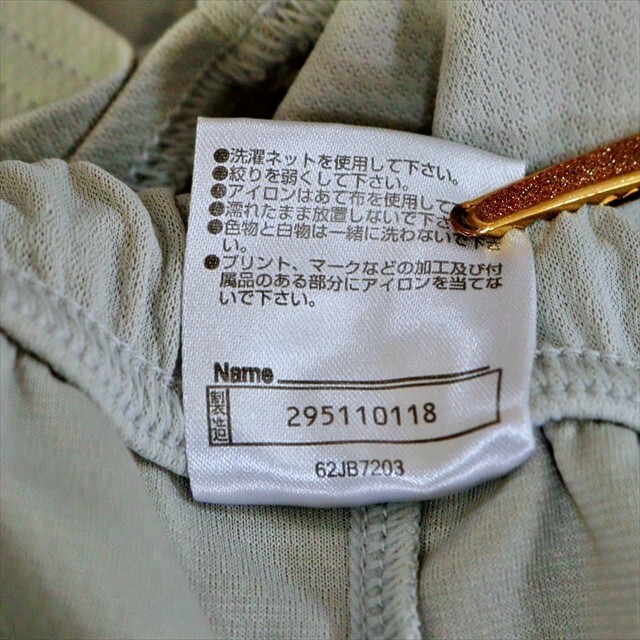 ●洗濯ネットを使用して下さい。
●絞りを弱くして下さい。
●アイロンはあて布を使用して
●濡れたまま放置しないで下さ
●色物と白物は一緒に洗わないで下さ
い。
●プリント、マークなどの加工及び付
属品のある部分にアイロンを当てな
いで下さい。
Name
製造 295110118
62JB7203